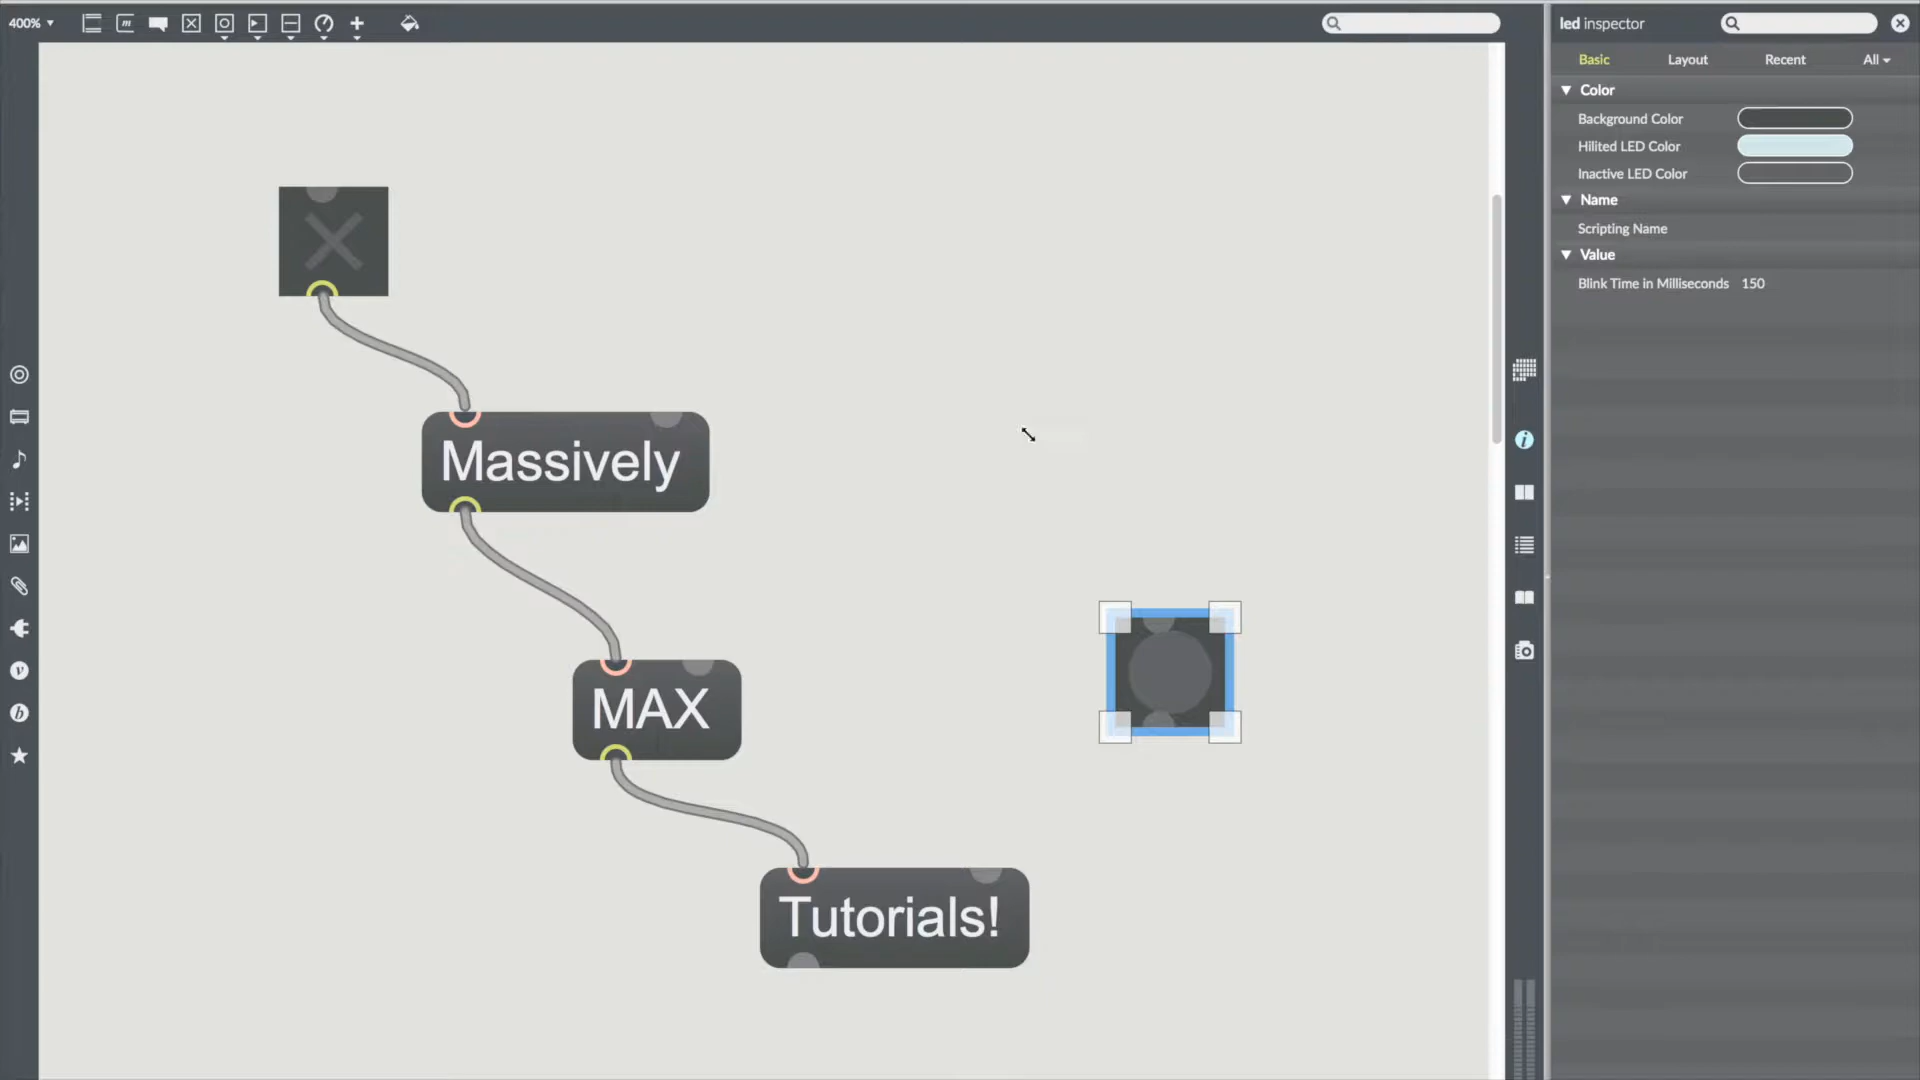 400%
led inspector
Basic Layout Recent All
Color
Background Color
Hilited LED Color
Inactive LED Color
Name
Scripting Name
Value
Blink Time in Milliseconds 150
Massively
MAX
Tutorials!